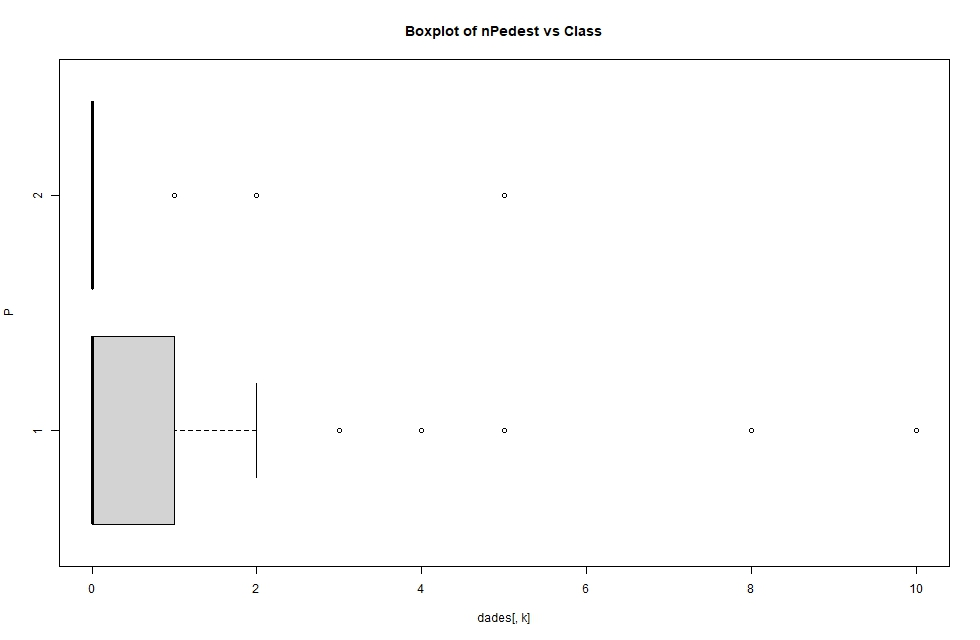 Boxplot of nPedest vs Class
2
P
1
0 2 4 6 8 10
dades[, k]